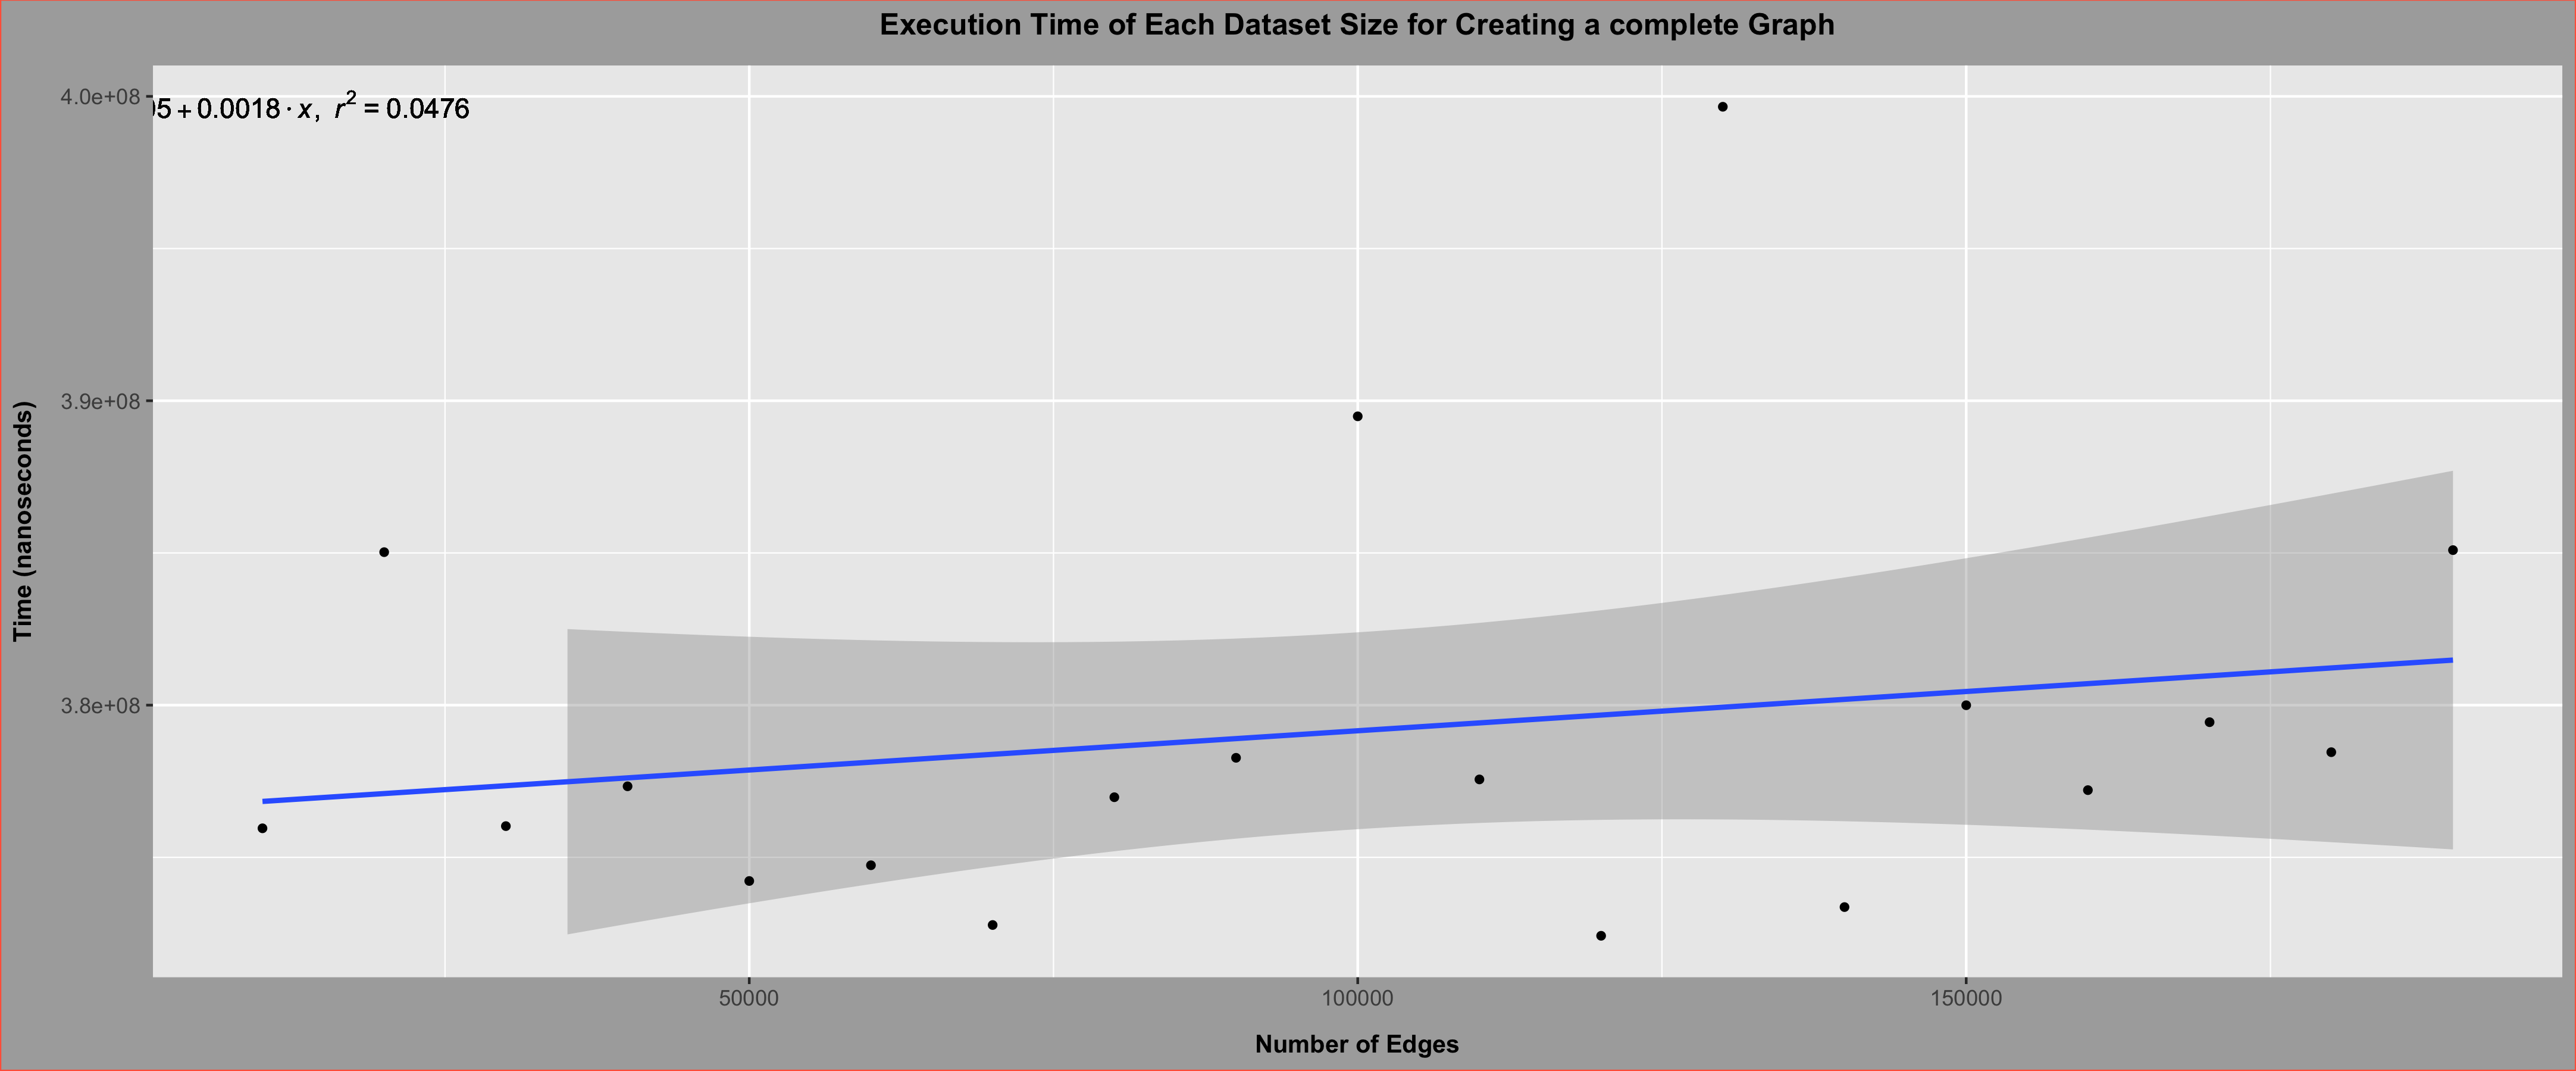 Execution Time of Each Dataset Size for Creating a complete Graph
4.0e+08
5 + 0.0018 · x, r² = 0.0476
3.9e+08
Time (nanoseconds)
3.8e+08
50000
100000
150000
Number of Edges